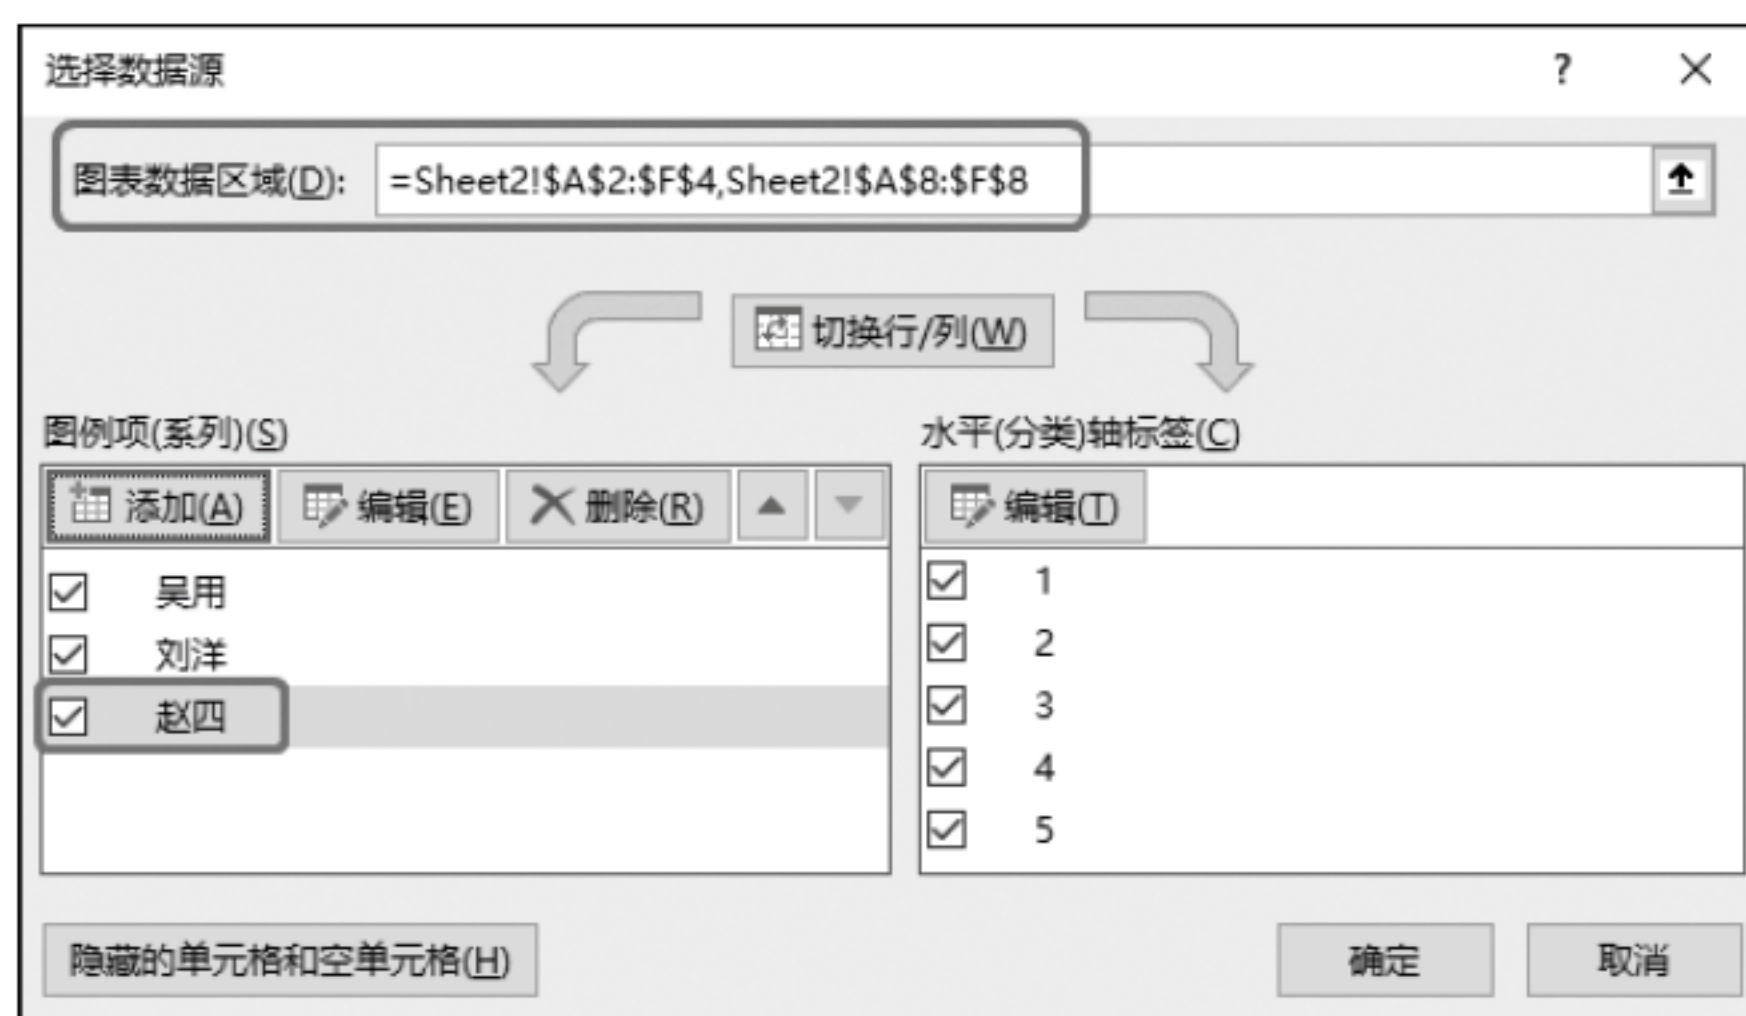 选择数据源
?
图表数据区域(D):
=Sheet2!$A$2:$F$4,Sheet2!$A$8:$F$8
切换行/列(W)
图例项(系列)(S)
水平(分类)轴标签(C)
添加(A) 编辑(E) 删除(R)
编辑(T)
吴用
刘洋
赵四
1
2
3
4
5
隐藏的单元格和空单元格(H)
确定
取消